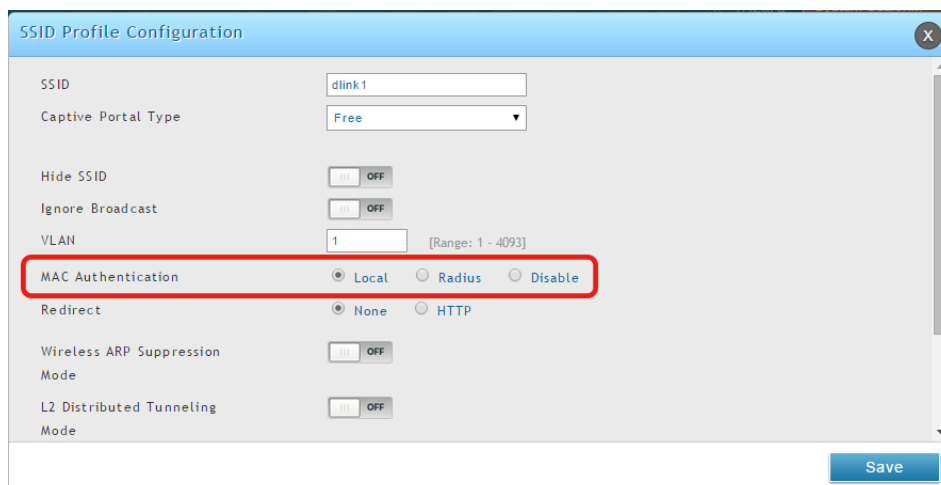 SSID Profile Configuration
X
SSID dlink1
Captive Portal Type Free
Hide SSID OFF
Ignore Broadcast OFF
VLAN 1 [Range: 1 - 4093]
MAC Authentication Local Radius Disable
Redirect None HTTP
Wireless ARP Suppression
Mode
OFF
L2 Distributed Tunneling
Mode
OFF
Save